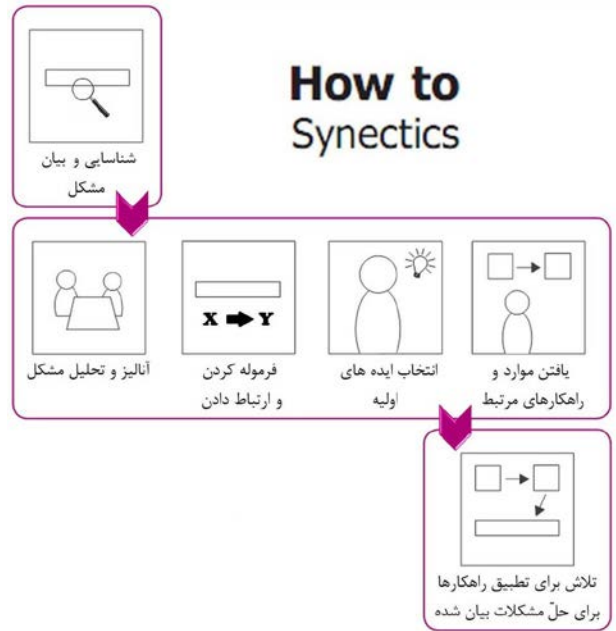 How to
Synectics
شناسایی و بیان
مشکل
آنالیز و تحلیل مشکل
X → Y
فرموله کردن
و ارتباط دادن
انتخاب ایده های
اولیه
یافتن موارد و
راهکارهای مرتبط
تلاش برای تطبیق راهکارها
برای حلّ مشکلات بیان شده